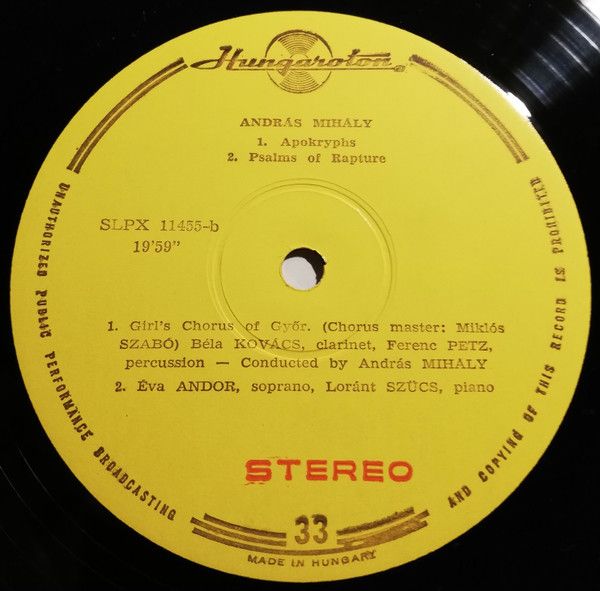 Hungaroton
ANDRÁS MIHÁLY
1. Apokryphs
2. Psalms of Rapture
SLPX 11455-b
19'59"
1. Girl's Chorus of Győr. (Chorus master: Miklós
SZABÓ) Béla KOVÁCS, clarinet, Ferenc PETZ,
percussion — Conducted by András MIHÁLY
2. Éva ANDOR, soprano, Loránt SZŰCS, piano
STEREO
33
MADE IN HUNGARY
UNAUTHORIZED PUBLIC PERFORMANCE BROADCASTING
AND COPYING OF THIS RECORD IS PROHIBITED